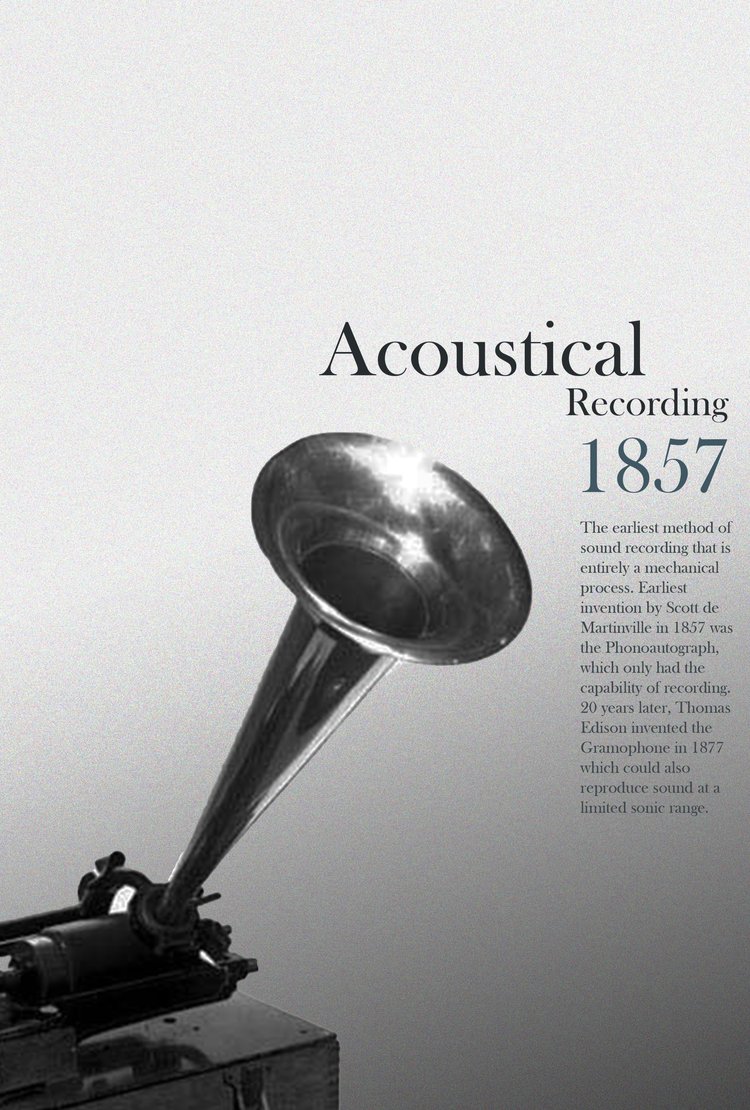 Acoustical
Recording
1857
The earliest method of
sound recording that is
entirely a mechanical
process. Earliest
invention by Scott de
Martinville in 1857 was
the Phonoautograph,
which only had the
capability of recording.
20 years later, Thomas
Edison invented the
Gramophone in 1877
which could also
reproduce sound at a
limited sonic range.